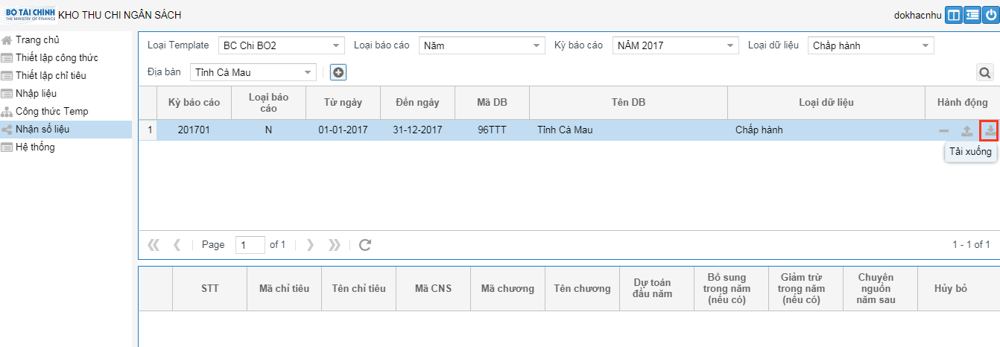 BỘ TÀI CHÍNH
THE MINISTRY OF FINANCE
KHO THU CHI NGÂN SÁCH
dokhacnhu
Trang chủ
Thiết lập công thức
Thiết lập chỉ tiêu
Nhập liệu
Công thức Temp
Nhận số liệu
Hệ thống
Loại Template BC Chi BO2 Loại báo cáo Năm Kỳ báo cáo NĂM 2017 Loại dữ liệu Chấp hành
Địa bàn Tỉnh Cà Mau
Kỳ báo cáo
Loại báo
cáo
Từ ngày
Đến ngày
Mã DB
Tên DB
Loại dữ liệu
Hành động
1 201701 N 01-01-2017 31-12-2017 96TTT Tỉnh Cà Mau Chấp hành
Tải xuống
Page 1 of 1 1 - 1 of 1
STT
Mã chỉ tiêu
Tên chỉ tiêu
Mã CNS
Mã chương
Tên chương
Dự toán
đầu năm
Bổ sung
trong năm
(nếu có)
Giảm trừ
trong năm
(nếu có)
Chuyển
nguồn
năm sau
Hủy bỏ